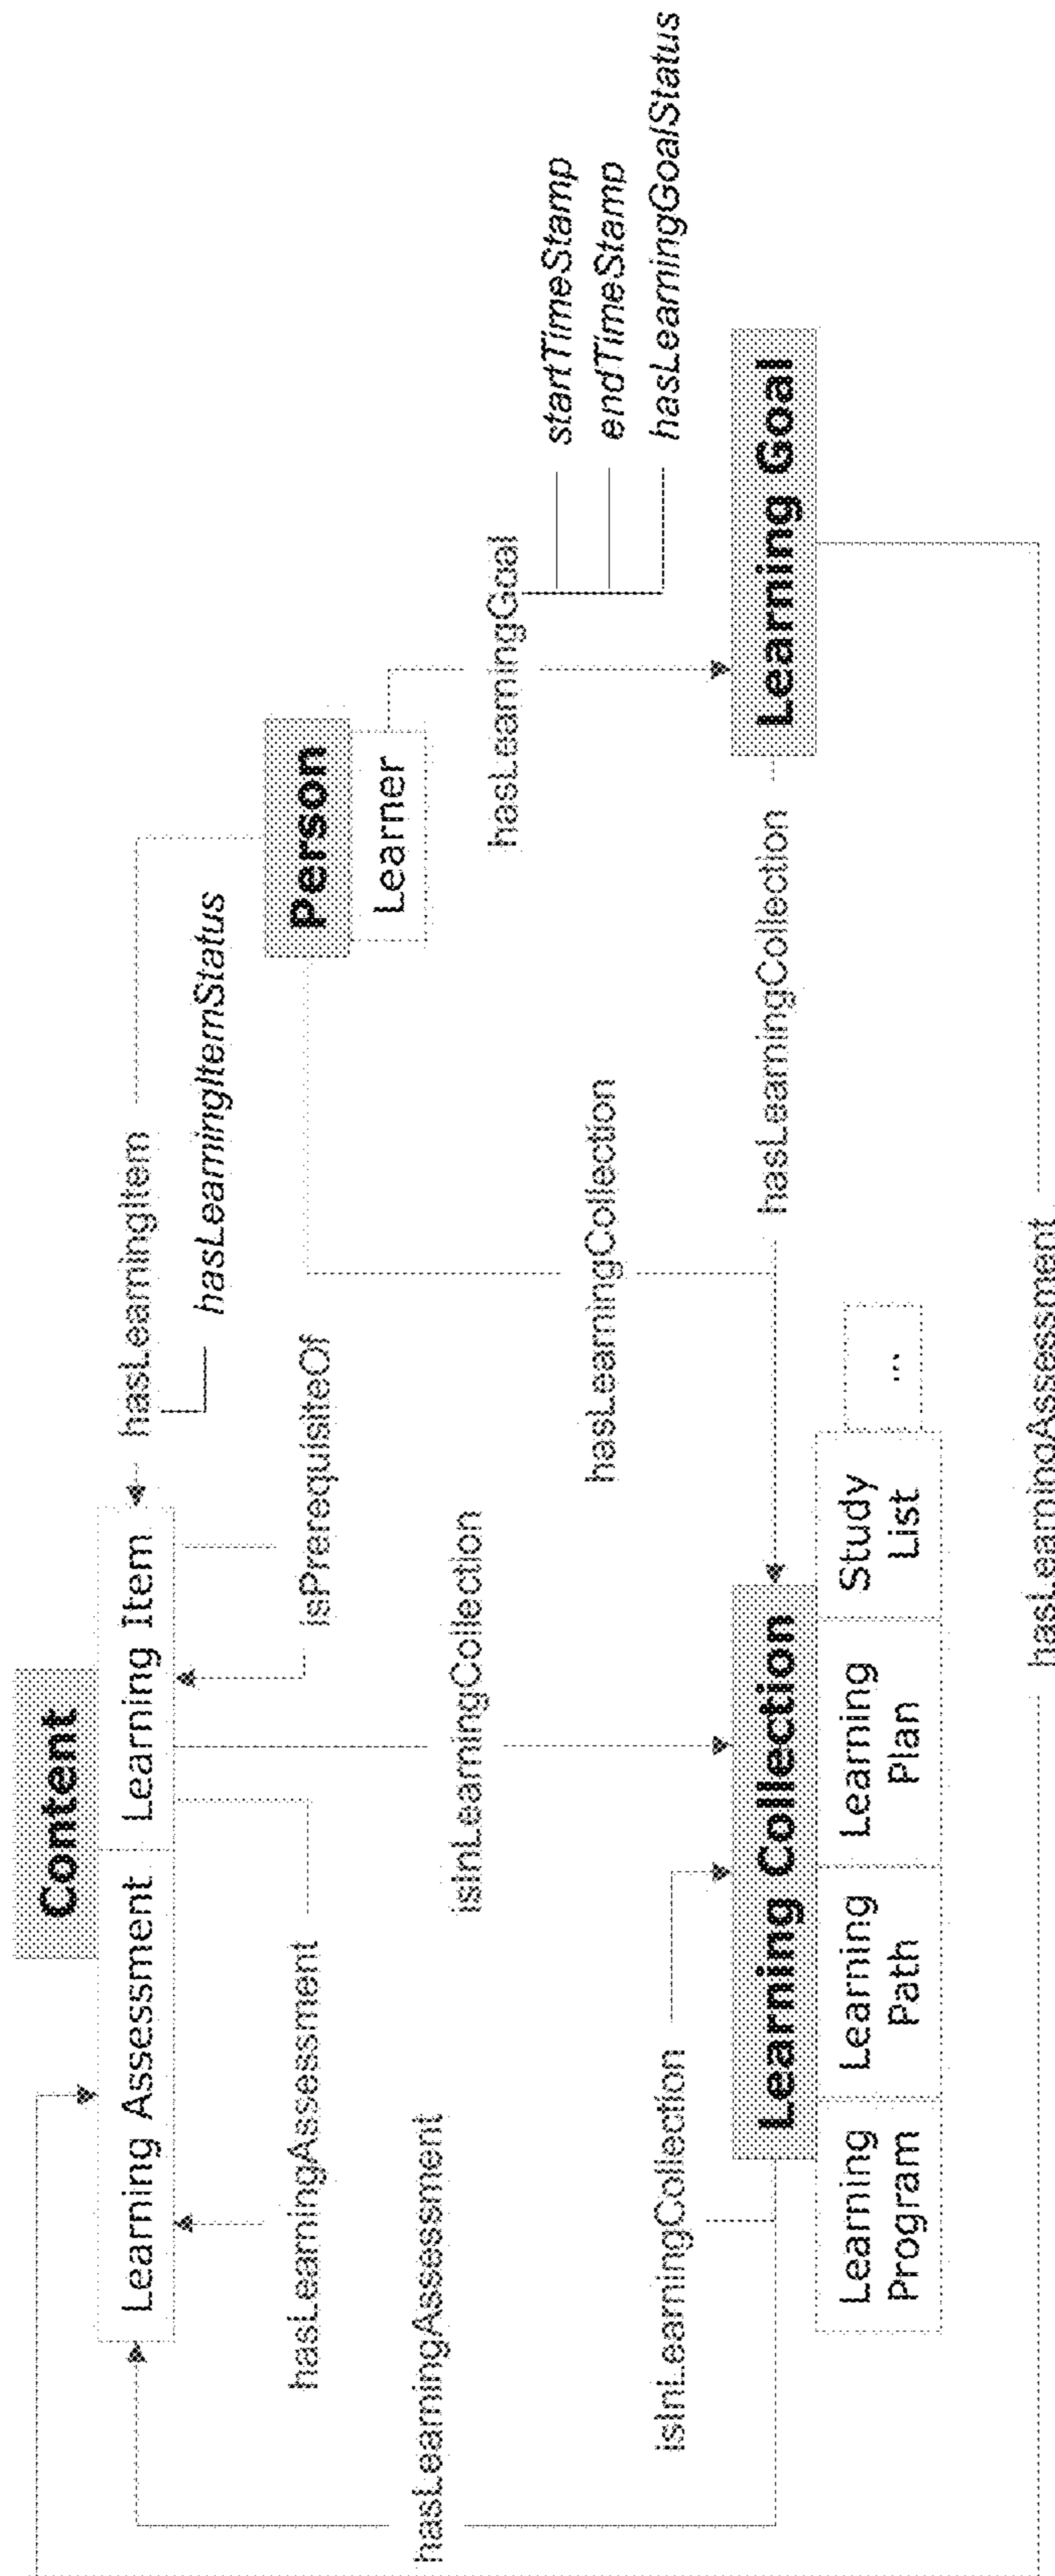 Content
Learning Assessment
Learning Item
hasLearningItem
hasLearningItemStatus
Person
Learner
isPrerequisiteOf
hasLearningAssessment
hasLearningAssessment
isInLearningCollection
hasLearningGoal
startTimeStamp
endTimeStamp
hasLearningGoalStatus
hasLearningCollection
isInLearningCollection
Learning Collection
hasLearningCollection
Learning Goal
Learning
Program
Learning
Path
Learning
Plan
Study
List
...
hasLearningAssessment